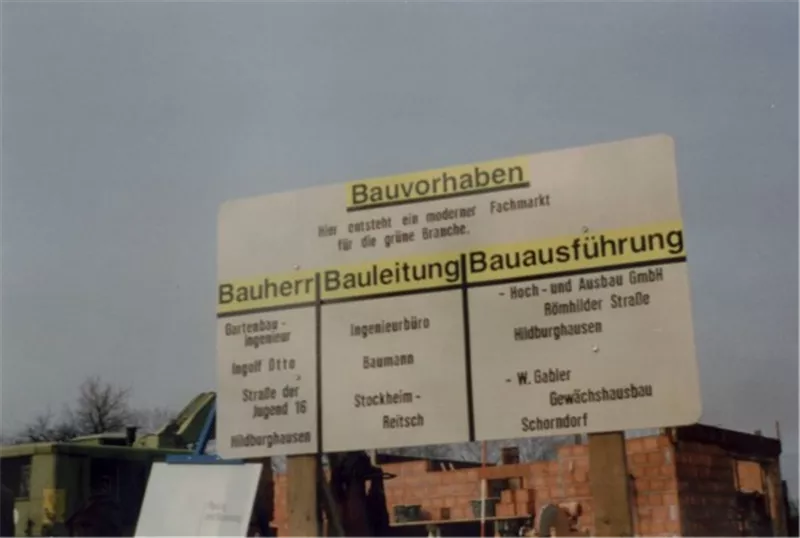 Bauvorhaben
Hier entsteht ein moderner Fachmarkt
für die grüne Branche.
Bauherr
Gartenbau-
Ingenieur
Ingolf Otto
Straße der
Jugend 16
Hildburghausen
Bauleitung
Ingenieurbüro
Baumann
Stockheim-
Reitsch
Bauausführung
- Hoch- und Ausbau GmbH
Römhilder Straße
Hildburghausen
- W. Gabler
Gewächshausbau
Schorndorf